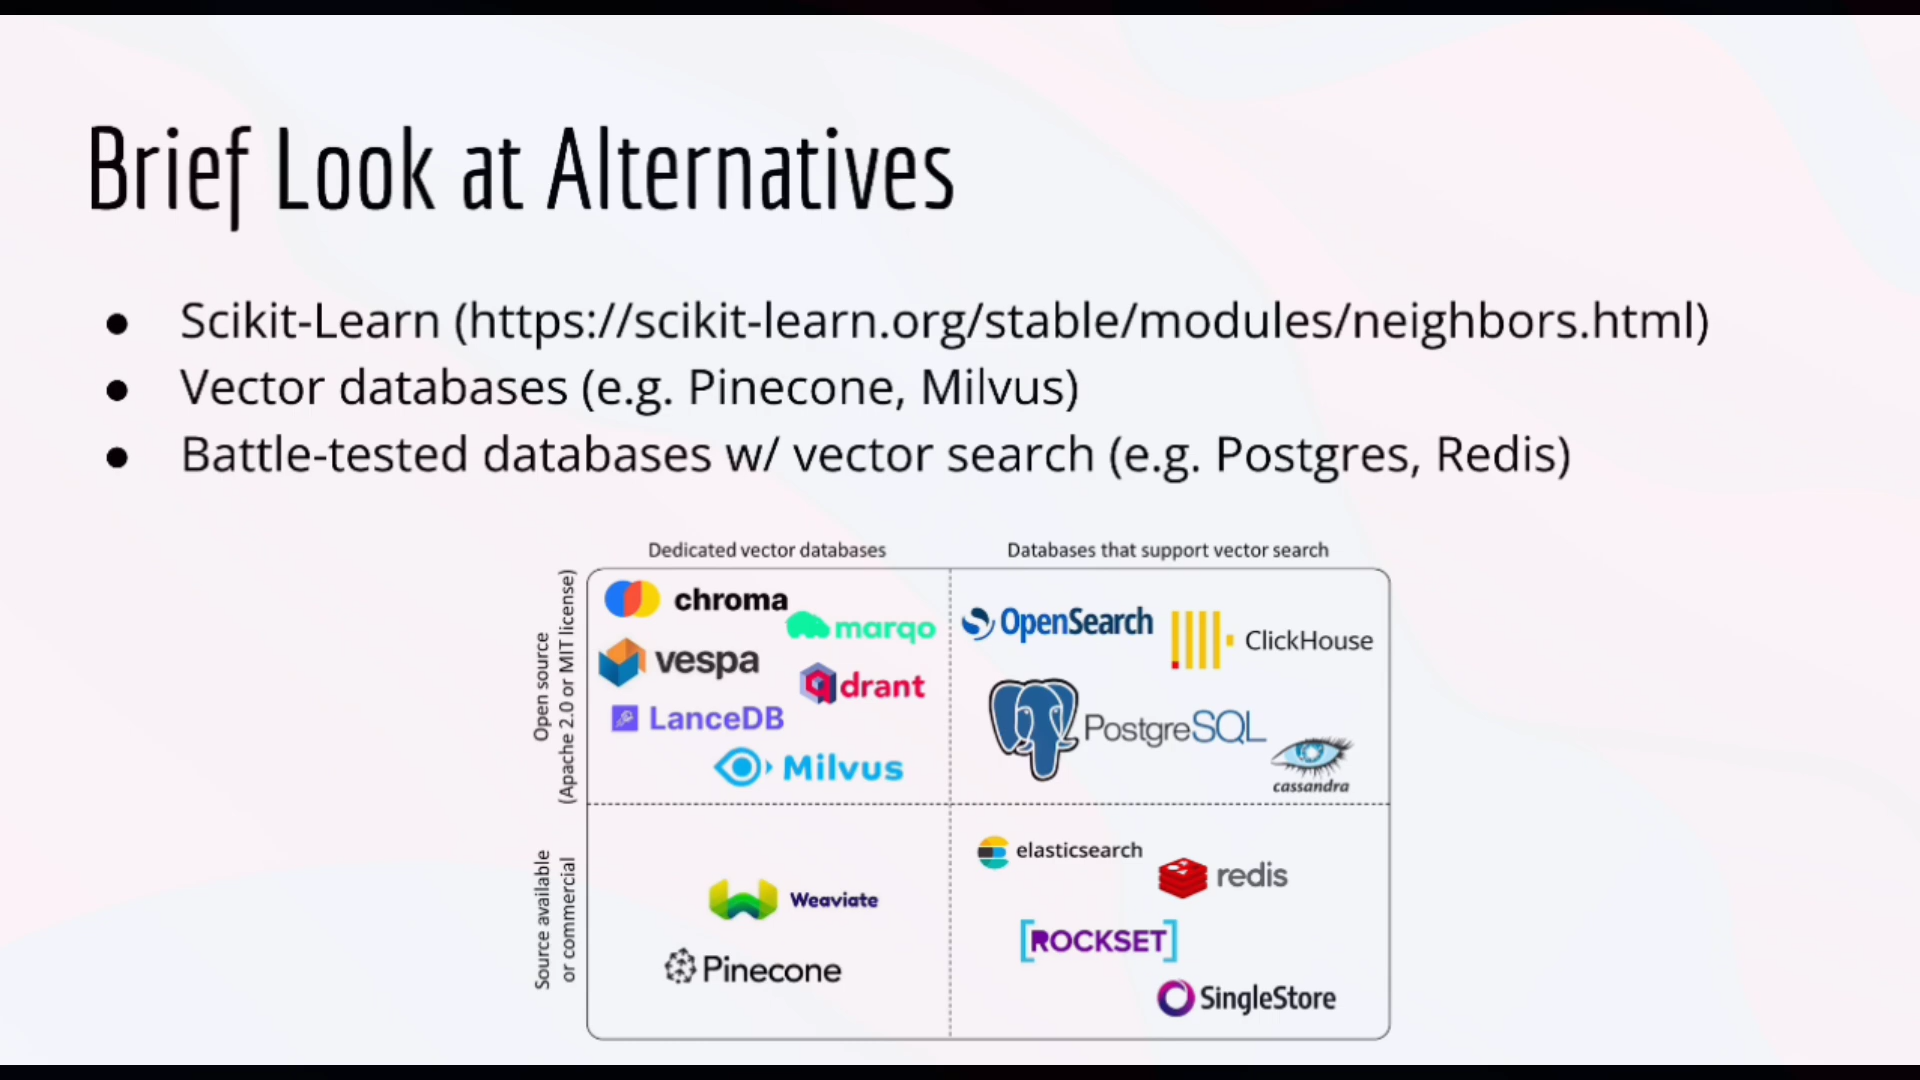 Brief Look at Alternatives
Scikit-Learn (https://scikit-learn.org/stable/modules/neighbors.html)
Vector databases (e.g. Pinecone, Milvus)
Battle-tested databases w/ vector search (e.g. Postgres, Redis)
Dedicated vector databases
Databases that support vector search
Open source
(Apache 2.0 or MIT license)
chroma
marqo
vespa
qdrant
LanceDB
Milvus
OpenSearch
ClickHouse
PostgreSQL
cassandra
Source available
or commercial
Weaviate
Pinecone
elasticsearch
redis
[ROCKSET]
SingleStore